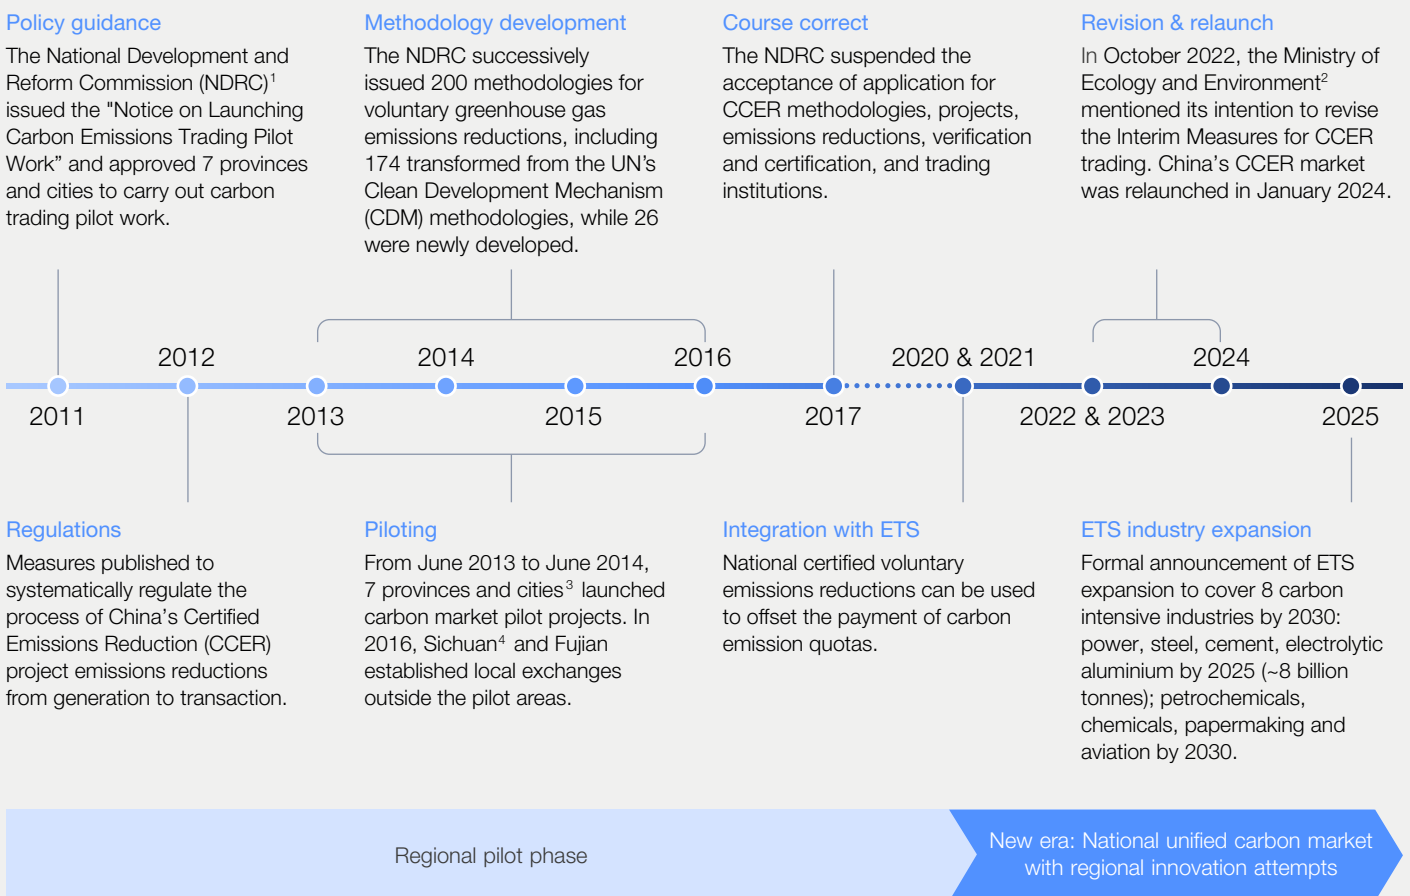 Policy guidance
The National Development and
Reform Commission (NDRC)¹
issued the "Notice on Launching
Carbon Emissions Trading Pilot
Work” and approved 7 provinces
and cities to carry out carbon
trading pilot work.
Methodology development
The NDRC successively
issued 200 methodologies for
voluntary greenhouse gas
emissions reductions, including
174 transformed from the UN’s
Clean Development Mechanism
(CDM) methodologies, while 26
were newly developed.
Course correct
The NDRC suspended the
acceptance of application for
CCER methodologies, projects,
emissions reductions, verification
and certification, and trading
institutions.
Revision & relaunch
In October 2022, the Ministry of
Ecology and Environment²
mentioned its intention to revise
the Interim Measures for CCER
trading. China’s CCER market
was relaunched in January 2024.
2012
2014
2016
2020 & 2021
2024
2011
2013
2015
2017
2022 & 2023
2025
Regulations
Measures published to
systematically regulate the
process of China’s Certified
Emissions Reduction (CCER)
project emissions reductions
from generation to transaction.
Piloting
From June 2013 to June 2014,
7 provinces and cities³ launched
carbon market pilot projects. In
2016, Sichuan⁴ and Fujian
established local exchanges
outside the pilot areas.
Integration with ETS
National certified voluntary
emissions reductions can be used
to offset the payment of carbon
emission quotas.
ETS industry expansion
Formal announcement of ETS
expansion to cover 8 carbon
intensive industries by 2030:
power, steel, cement, electrolytic
aluminium by 2025 (~8 billion
tonnes); petrochemicals,
chemicals, papermaking and
aviation by 2030.
Regional pilot phase
New era: National unified carbon market
with regional innovation attempts